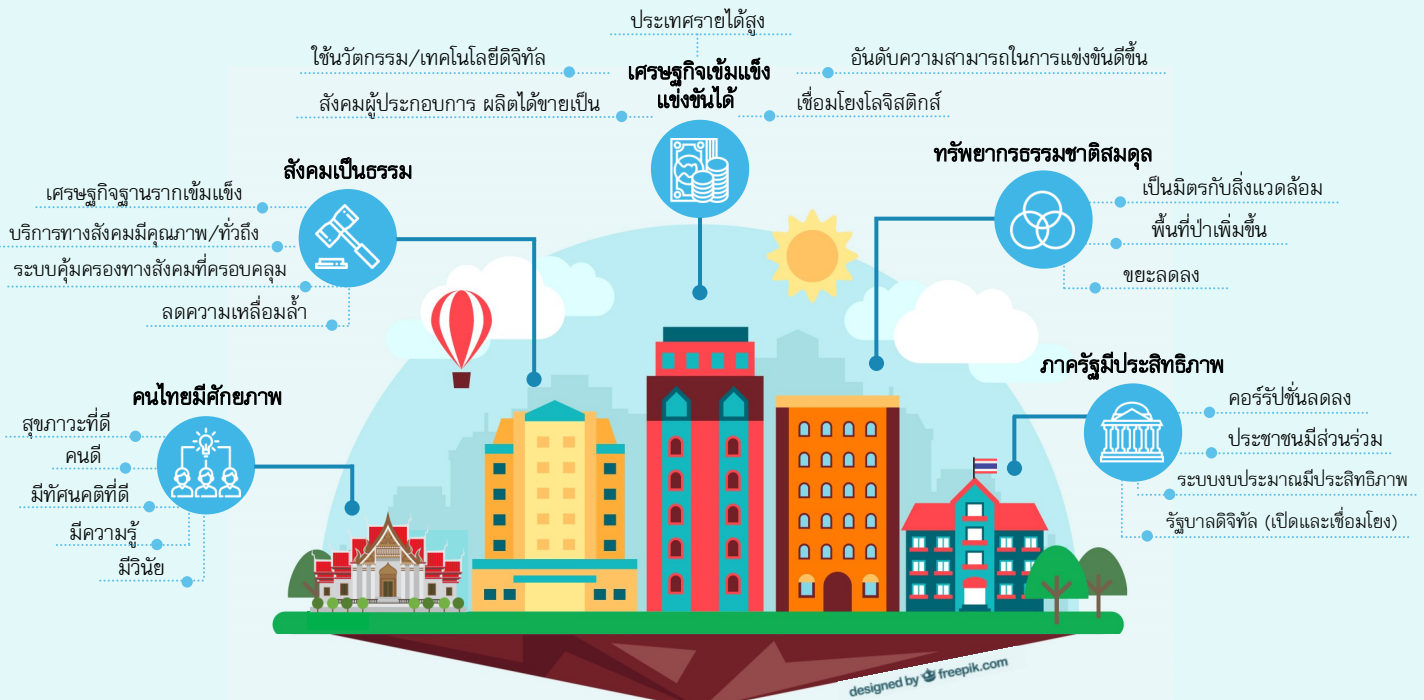 ประเทศรายได้สูง
ใช้นวัตกรรม/เทคโนโลยีดิจิทัล
อันดับความสามารถในการแข่งขันดีขึ้น
เศรษฐกิจเข้มแข็ง
แข่งขันได้
สังคมผู้ประกอบการ ผลิตได้ขายเป็น
เชื่อมโยงโลจิสติกส์
สังคมเป็นธรรม
เศรษฐกิจฐานรากเข้มแข็ง
บริการทางสังคมมีคุณภาพ/ทั่วถึง
ระบบคุ้มครองทางสังคมที่ครอบคลุม
ลดความเหลื่อมล้ำ
ทรัพยากรธรรมชาติสมดุล
เป็นมิตรกับสิ่งแวดล้อม
พื้นที่ป่าเพิ่มขึ้น
ขยะลดลง
คนไทยมีศักยภาพ
สุขภาวะที่ดี
คนดี
มีทัศนคติที่ดี
มีความรู้
มีวินัย
ภาครัฐมีประสิทธิภาพ
คอร์รัปชั่นลดลง
ประชาชนมีส่วนร่วม
ระบบงบประมาณมีประสิทธิภาพ
รัฐบาลดิจิทัล (เปิดและเชื่อมโยง)
designed by freepik.com